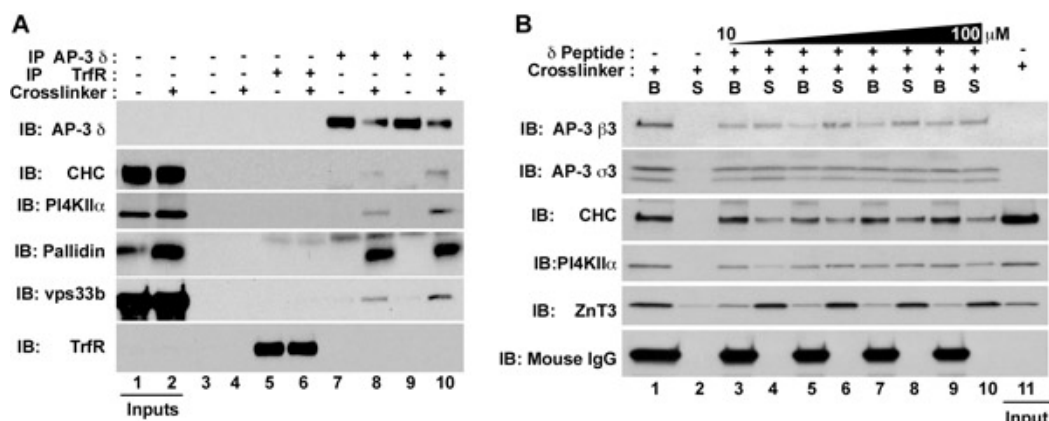 A
IP AP-3 δ : - - - - - - + + + +
IP TrfR : - - - - + + - - - -
Crosslinker : - + - + - + - + - +
IB: AP-3 δ
IB: CHC
IB: PI4KIIα
IB: Pallidin
IB: vps33b
IB: TrfR
1 2 3 4 5 6 7 8 9 10
Inputs
B
10 100 μM
δ Peptide : - - + + + + + + + + -
Crosslinker : + + + + + + + + + + +
B S B S B S B S B S
IB: AP-3 β3
IB: AP-3 σ3
IB: CHC
IB:PI4KIIα
IB: ZnT3
IB: Mouse IgG
1 2 3 4 5 6 7 8 9 10 11
Input